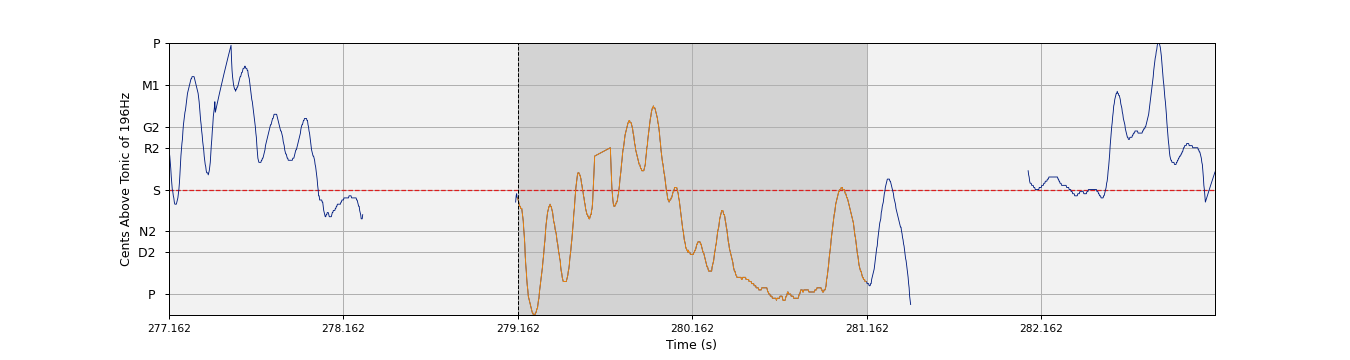 Cents Above Tonic of 196Hz
P
M1
G2
R2
S
N2
D2
P
277.162 278.162 279.162 280.162 281.162 282.162
Time (s)